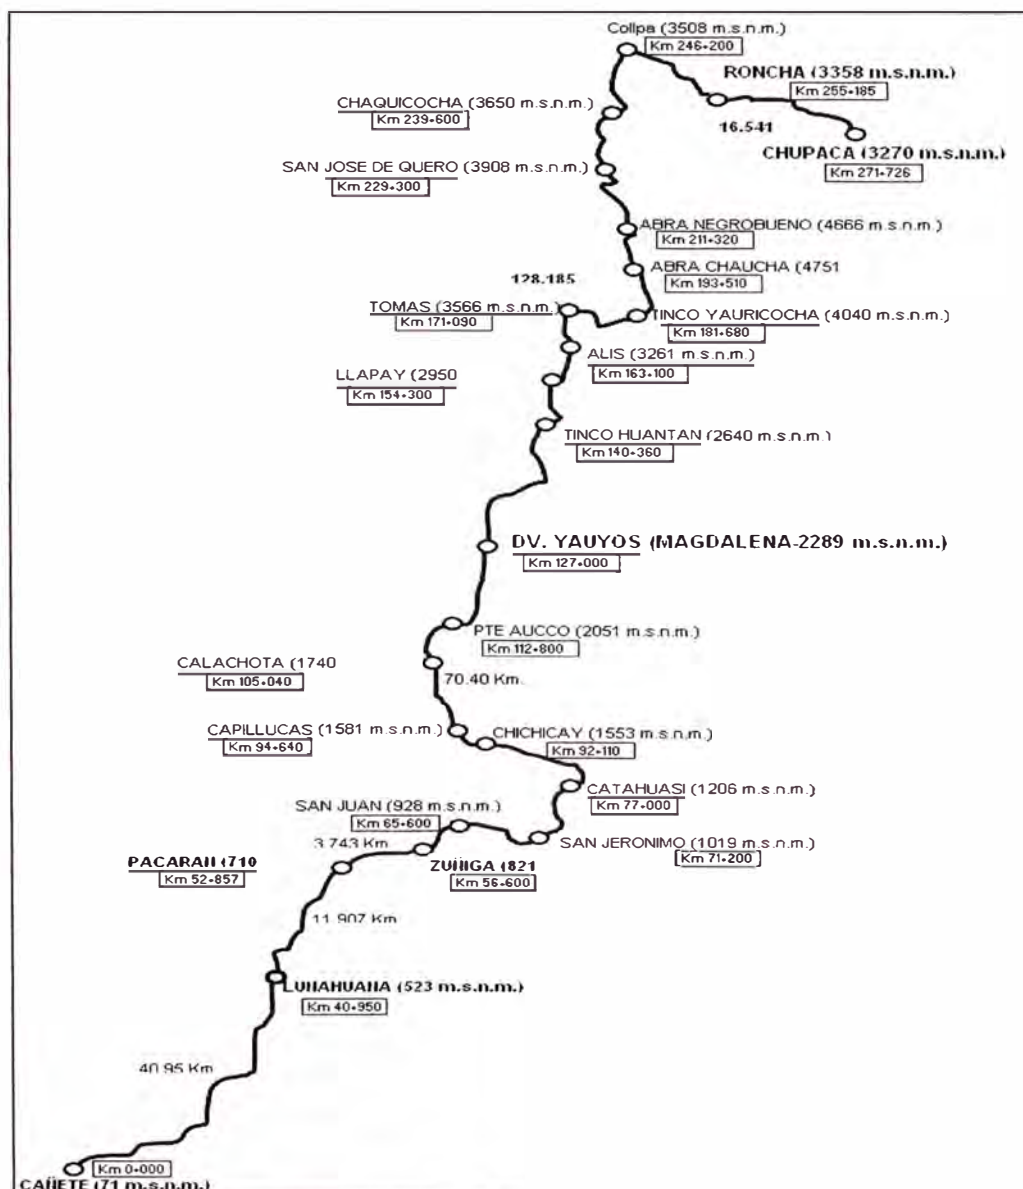 Collpa (3508 m.s.n.m.)
Km 246+200
RONCHA (3358 m.s.n.m.)
Km 255+185
CHAQUICOCHA (3650 m.s.n.m.)
Km 239+600
16.541
CHUPACA (3270 m.s.n.m.)
Km 271+726
SAN JOSE DE QUERO (3908 m.s.n.m.)
Km 229+300
ABRA NEGROBUENO (4666 m.s.n.m.)
Km 211+320
ABRA CHAUCHA (4751
Km 193+510
128.185
TOMAS (3566 m.s.n.m.)
Km 171+090
TINCO YAURICOCHA (4040 m.s.n.m.)
Km 181+680
ALIS (3261 m.s.n.m.)
Km 163+100
LLAPAY (2950
Km 154+300
TINCO HUANTAN (2640 m.s.n.m.)
Km 140+360
DV. YAUYOS (MAGDALENA-2289 m.s.n.m.)
Km 127+000
PTE AUCCO (2051 m.s.n.m.)
Km 112+800
CALACHOTA (1740
Km 105+040
70.40 Km.
CAPILLUCAS (1581 m.s.n.m.)
Km 94+640
CHICHICAY (1553 m.s.n.m.)
Km 92+110
CATAHUASI (1206 m.s.n.m.)
Km 77+000
SAN JUAN (928 m.s.n.m.)
Km 65+600
SAN JERONIMO (1019 m.s.n.m.)
Km 71+200
3.743 Km
PACARAN (710
Km 52+857
ZUÑIGA (821
Km 56+600
11.907 Km
LUNAHUANA (523 m.s.n.m.)
Km 40+950
40.95 Km
Km 0+000
CAÑETE (71 m.s.n.m.)